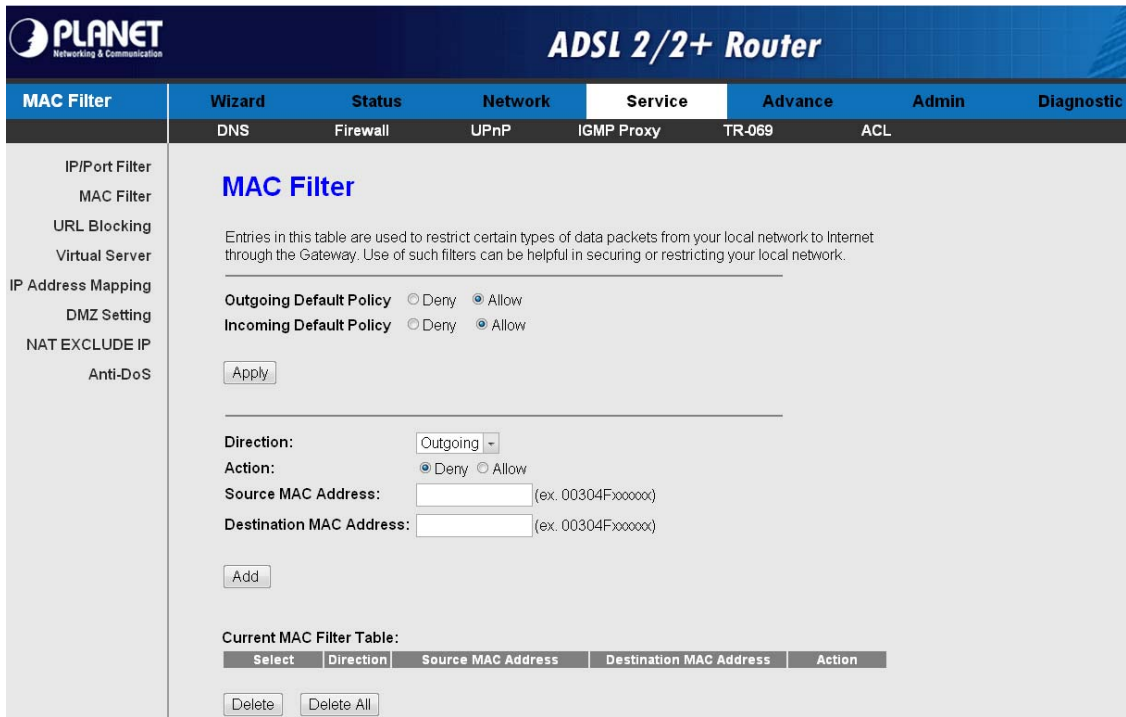 PLANET
Networking & Communication
ADSL 2/2+ Router
MAC Filter
Wizard Status Network Service Advance Admin Diagnostic
DNS Firewall UPnP IGMP Proxy TR-069 ACL
IP/Port Filter
MAC Filter
URL Blocking
Virtual Server
IP Address Mapping
DMZ Setting
NAT EXCLUDE IP
Anti-DoS
MAC Filter
Entries in this table are used to restrict certain types of data packets from your local network to Internet
through the Gateway. Use of such filters can be helpful in securing or restricting your local network.
Outgoing Default Policy Deny Allow
Incoming Default Policy Deny Allow
Apply
Direction: Outgoing
Action: Deny Allow
Source MAC Address: (ex. 00304Fxxxxxx)
Destination MAC Address: (ex. 00304Fxxxxxx)
Add
Current MAC Filter Table:
Select Direction Source MAC Address Destination MAC Address Action
Delete Delete All